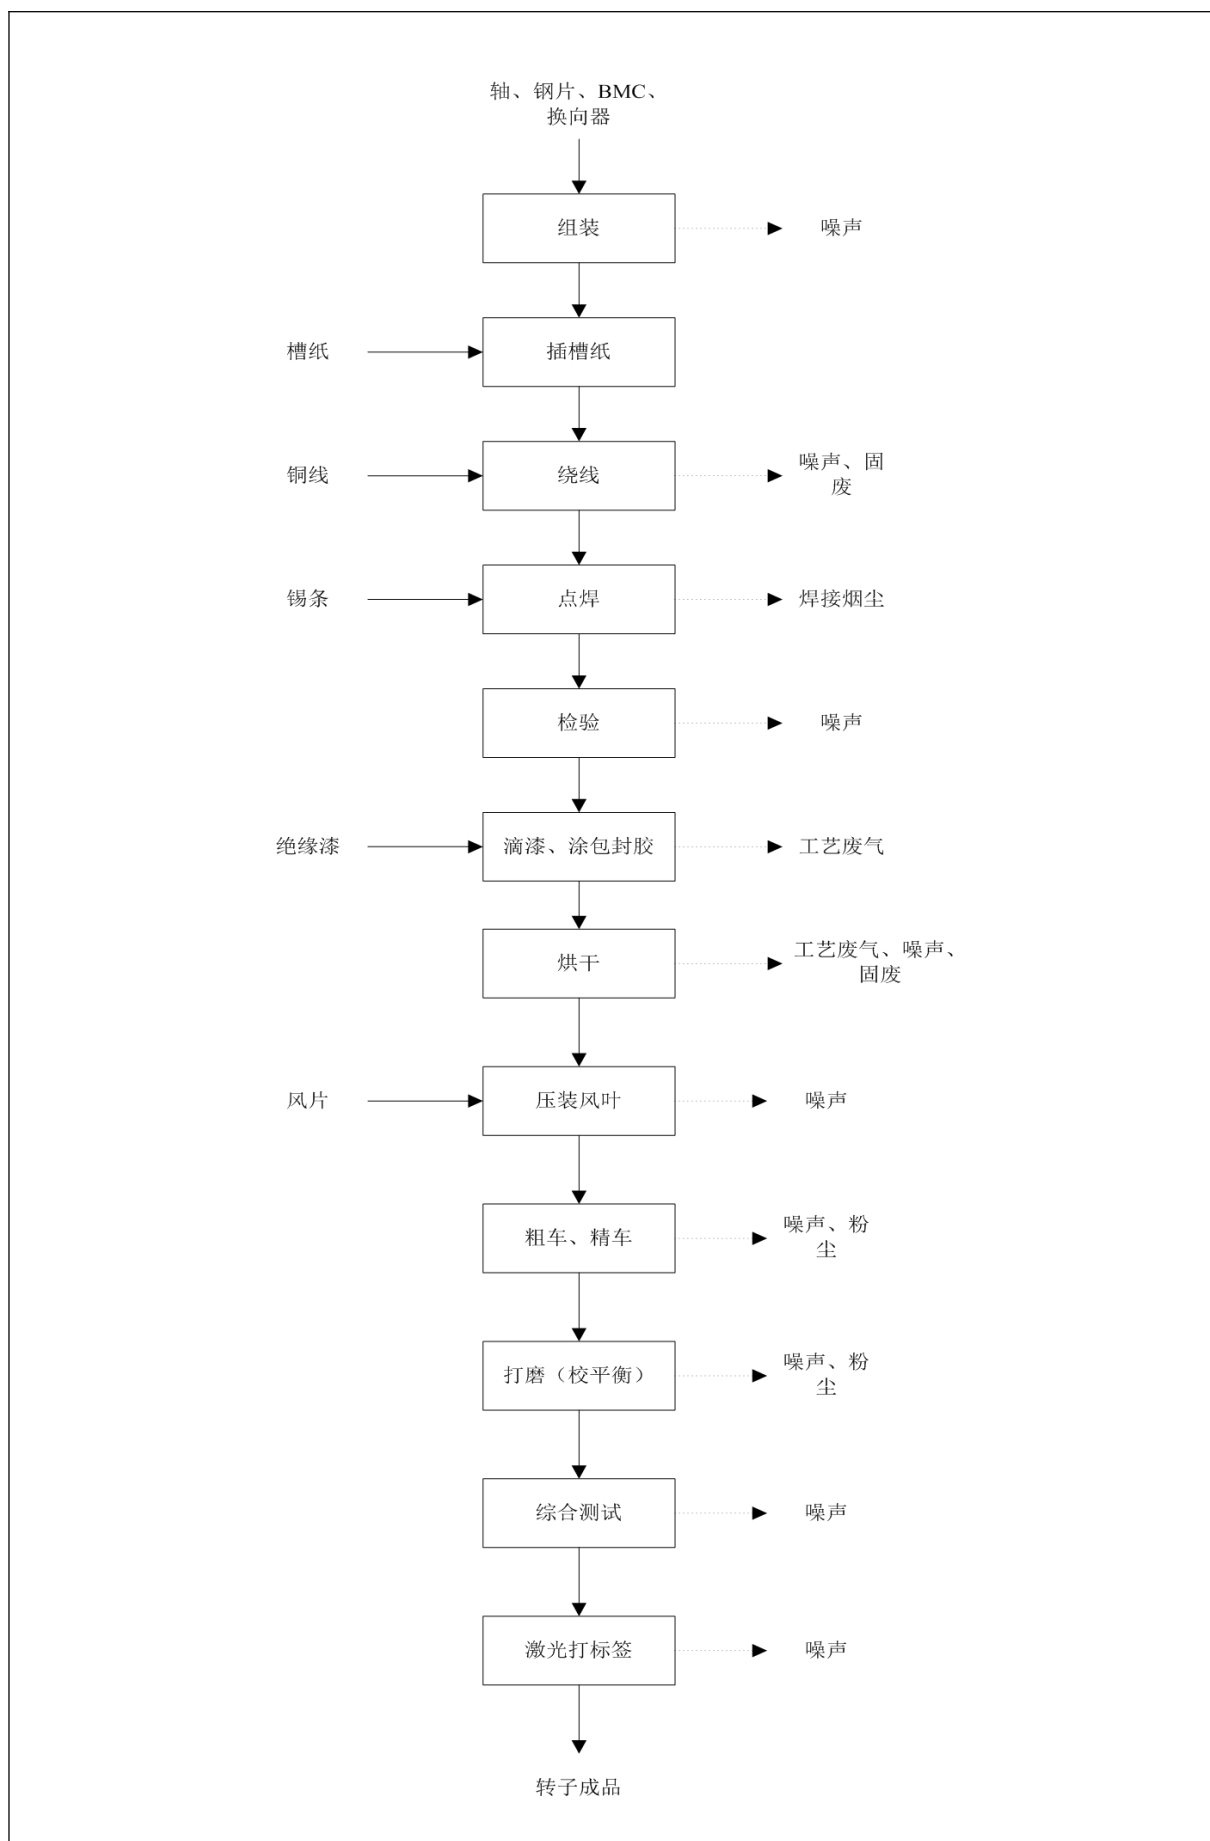 轴、钢片、BMC、
换向器
组装
噪声
槽纸
插槽纸
铜线
绕线
噪声、固
废
锡条
点焊
焊接烟尘
检验
噪声
绝缘漆
滴漆、涂包封胶
工艺废气
烘干
工艺废气、噪声、
固废
风片
压装风叶
噪声
粗车、精车
噪声、粉
尘
打磨（校平衡）
噪声、粉
尘
综合测试
噪声
激光打标签
噪声
转子成品